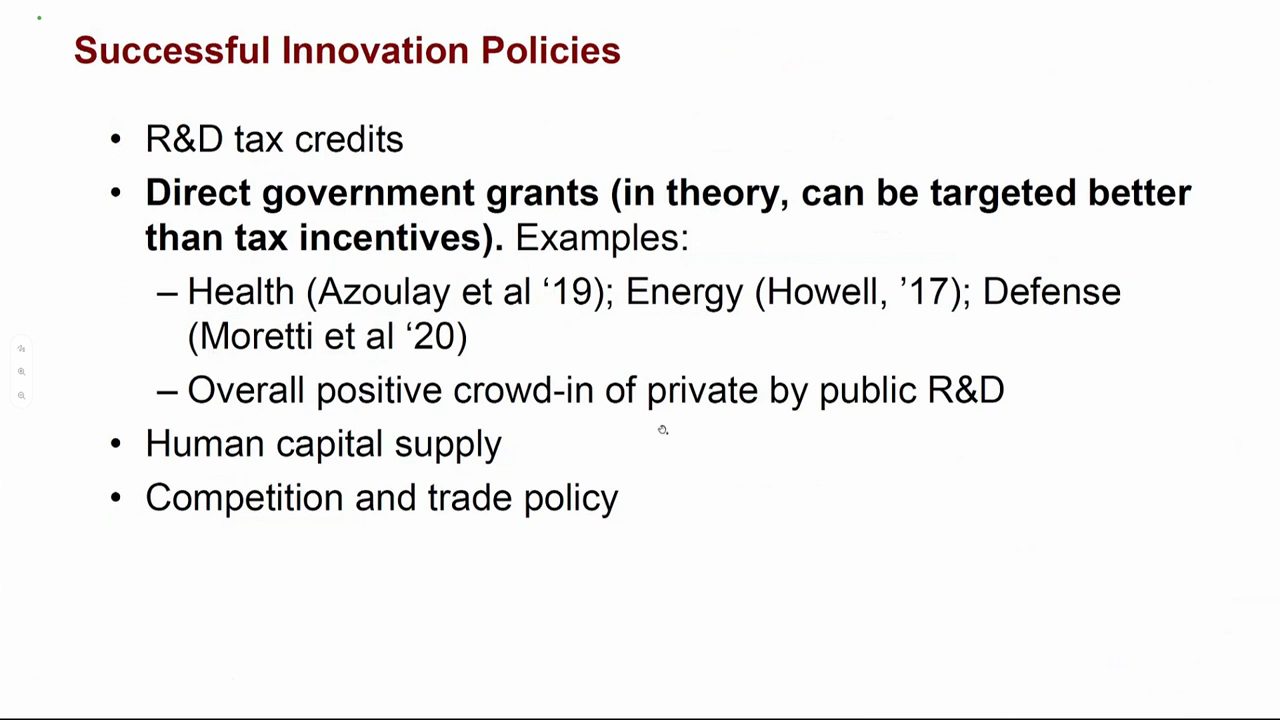 Successful Innovation Policies
• R&D tax credits
• Direct government grants (in theory, can be targeted better
than tax incentives). Examples:
– Health (Azoulay et al ‘19); Energy (Howell, ’17); Defense
(Moretti et al ‘20)
– Overall positive crowd-in of private by public R&D
• Human capital supply
• Competition and trade policy